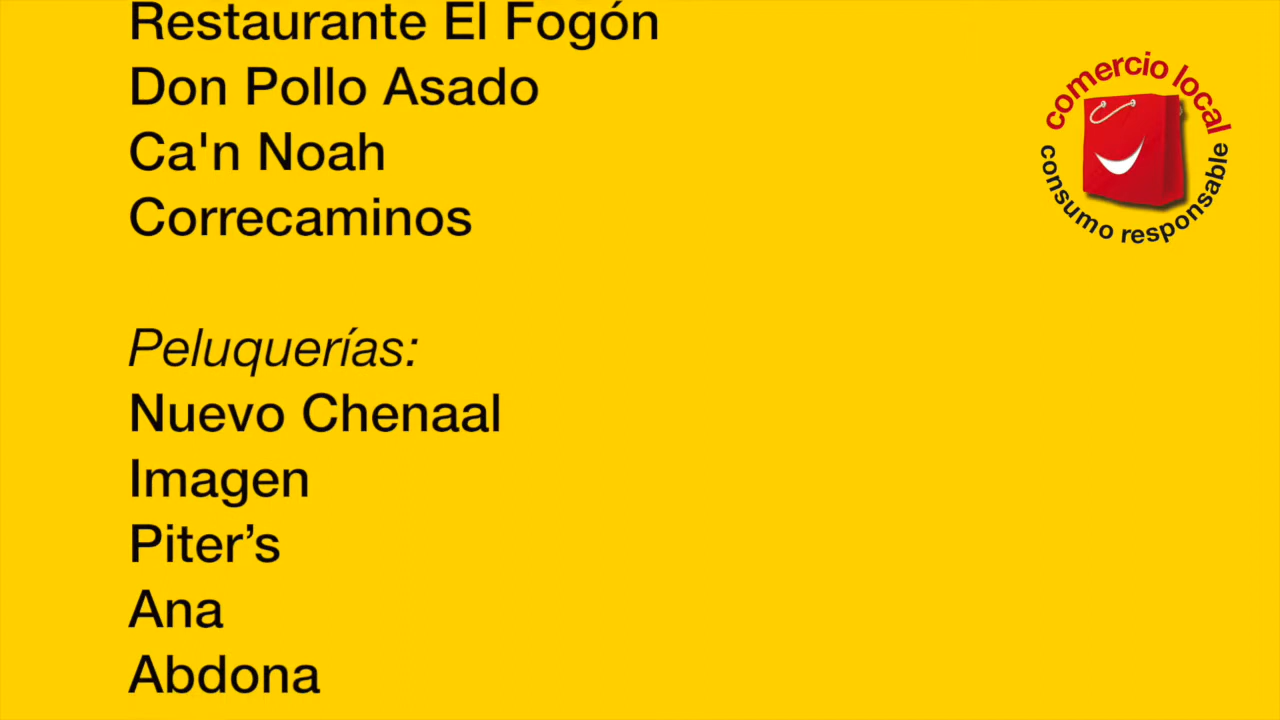 Restaurante El Fogón
Don Pollo Asado
Ca'n Noah
Correcaminos
Peluquerías:
Nuevo Chenaal
Imagen
Piter’s
Ana
Abdona
comercio local
consumo responsable